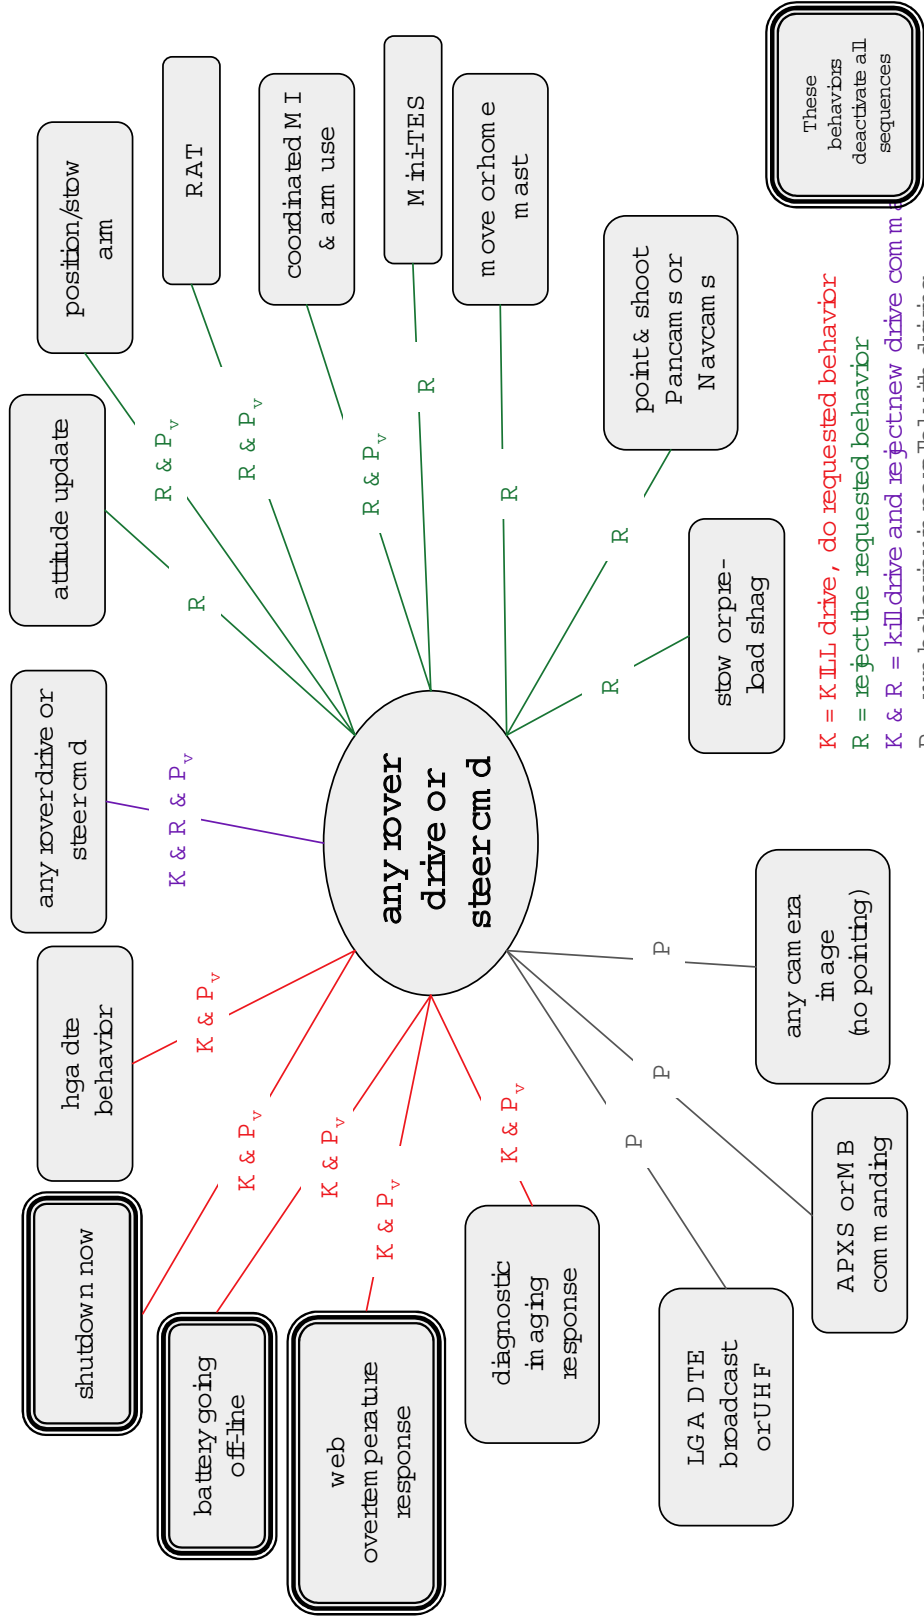 shutdown now
hga dte
behavior
any rover drive or
steer cmd
attitude update
position/stow
arm
battery going
off-line
K & Pᵥ
K & Pᵥ
K & R & Pᵥ
R
R & Pᵥ
RAT
web
overtemperature
response
K & Pᵥ
K & Pᵥ
R & Pᵥ
coordinated MI
& arm use
any rover
drive or
steer cmd
R & Pᵥ
R
Mini-TES
diagnostic
imaging
response
K & Pᵥ
R
move or home
mast
LGA DTE
broadcast
or UHF
P
P
P
R
R
point & shoot
Pancams or
Navcams
APXS or MB
commanding
any camera
image
(no pointing)
stow or pre-
load shag
K = KILL drive, do requested behavior
R = reject the requested behavior
K & R = kill drive and reject new drive comma
These
behaviors
deactivate all
sequences